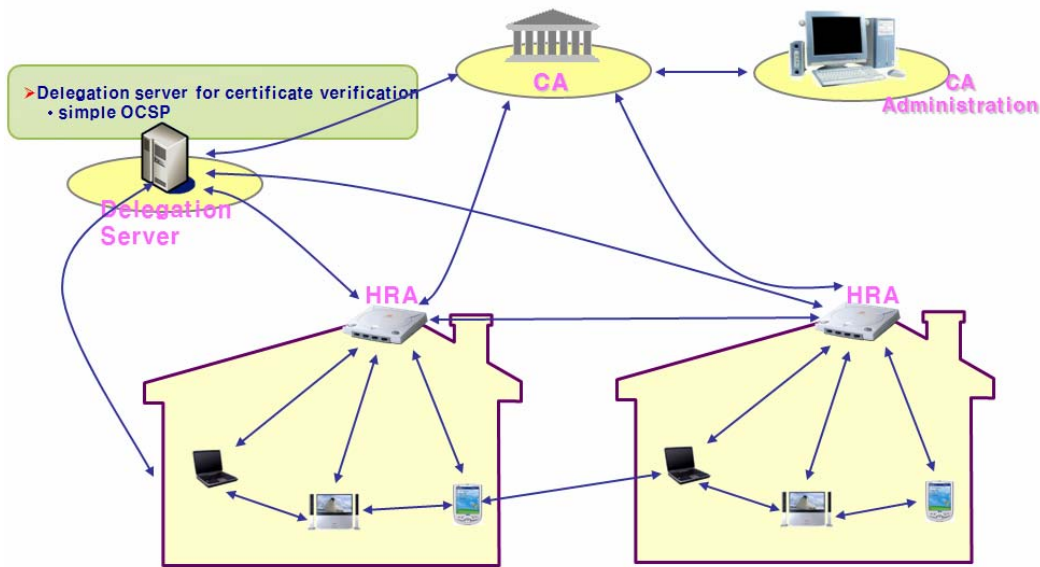 CA
CA
Administration
➢Delegation server for certificate verification
• simple OCSP
Delegation
Server
HRA
HRA